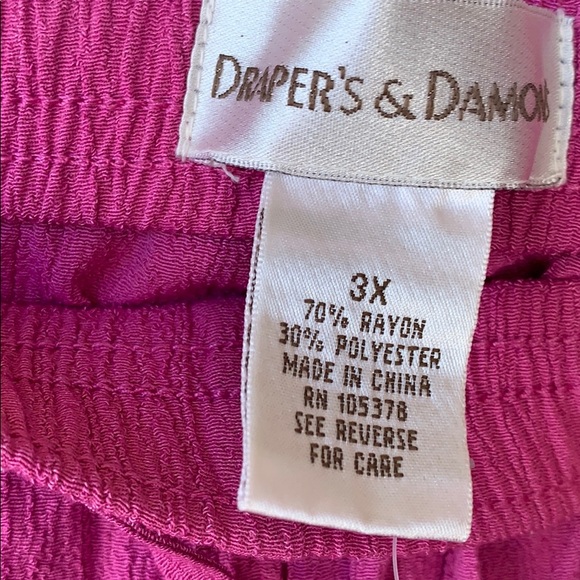 DRAPER'S & DAMON'S
3X
70% RAYON
30% POLYESTER
MADE IN CHINA
RN 105378
SEE REVERSE
FOR CARE